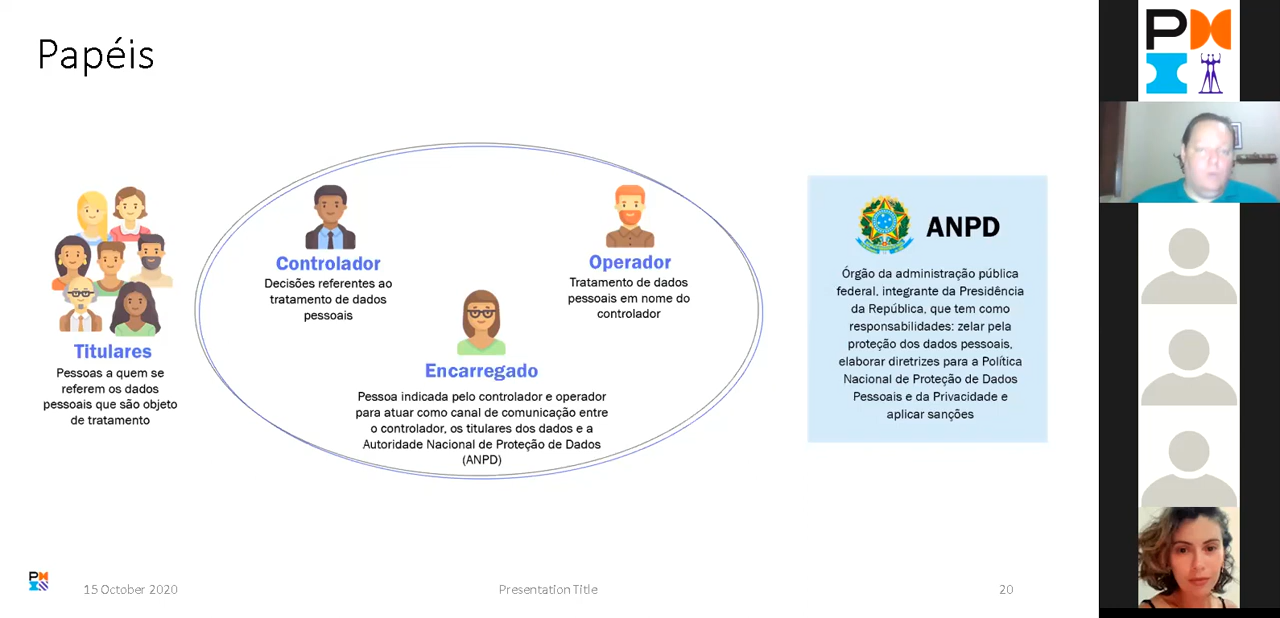 Papéis
Titulares
Pessoas a quem se
referem os dados
pessoais que são objeto
de tratamento
Controlador
Decisões referentes ao
tratamento de dados
pessoais
Operador
Tratamento de dados
pessoais em nome do
controlador
Encarregado
Pessoa indicada pelo controlador e operador
para atuar como canal de comunicação entre
o controlador, os titulares dos dados e a
Autoridade Nacional de Proteção de Dados
(ANPD)
ANPD
Órgão da administração pública
federal, integrante da Presidência
da República, que tem como
responsabilidades: zelar pela
proteção dos dados pessoais,
elaborar diretrizes para a Política
Nacional de Proteção de Dados
Pessoais e da Privacidade e
aplicar sanções
15 October 2020
Presentation Title
20